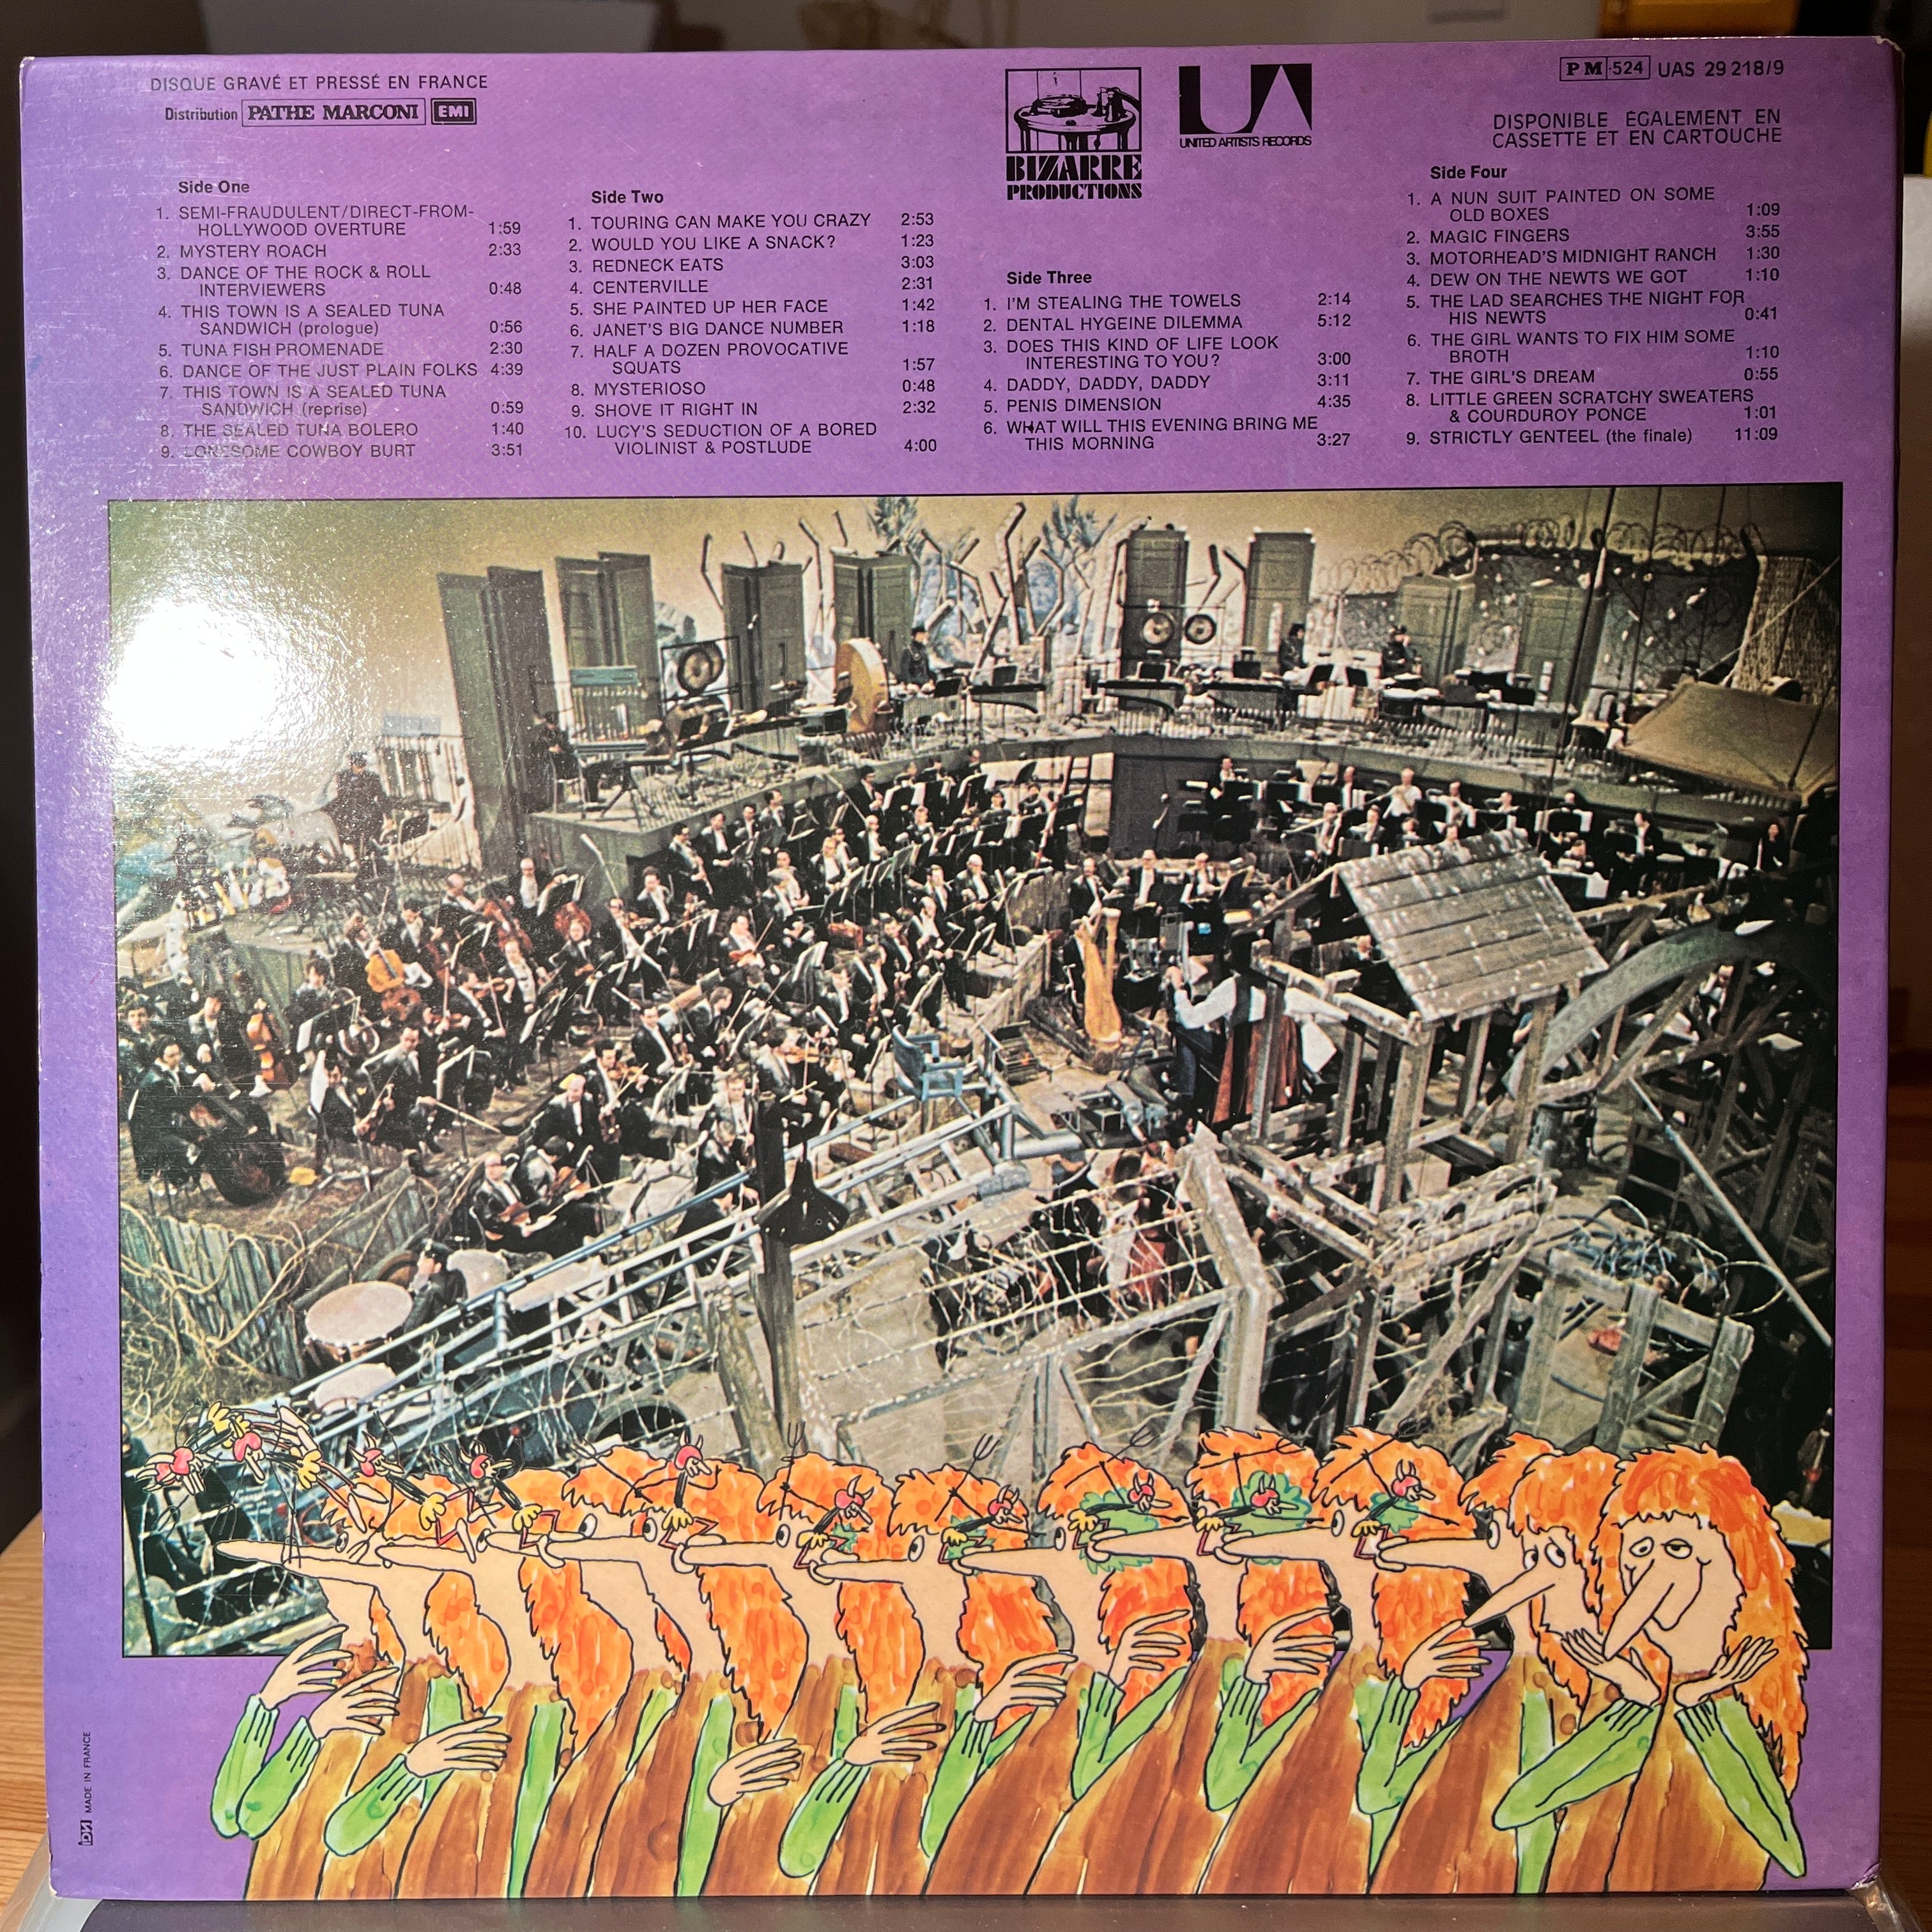 DISQUE GRAVÉ ET PRESSÉ EN FRANCE
Distribution PATHE MARCONI EMI
BIZARRE
PRODUCTIONS
UA
UNITED ARTISTS RECORDS
PM 524 UAS 29 218/9
DISPONIBLE ÉGALEMENT EN
CASSETTE ET EN CARTOUCHE
Side One
1. SEMI-FRAUDULENT/DIRECT-FROM-
HOLLYWOOD OVERTURE 1:59
2. MYSTERY ROACH 2:33
3. DANCE OF THE ROCK & ROLL
INTERVIEWERS 0:48
4. THIS TOWN IS A SEALED TUNA
SANDWICH (prologue) 0:56
5. TUNA FISH PROMENADE 2:30
6. DANCE OF THE JUST PLAIN FOLKS 4:39
7. THIS TOWN IS A SEALED TUNA
SANDWICH (reprise) 0:59
8. THE SEALED TUNA BOLERO 1:40
9. LONESOME COWBOY BURT 3:51
Side Two
1. TOURING CAN MAKE YOU CRAZY 2:53
2. WOULD YOU LIKE A SNACK? 1:23
3. REDNECK EATS 3:03
4. CENTERVILLE 2:31
5. SHE PAINTED UP HER FACE 1:42
6. JANET'S BIG DANCE NUMBER 1:18
7. HALF A DOZEN PROVOCATIVE
SQUATS 1:57
8. MYSTERIOSO 0:48
9. SHOVE IT RIGHT IN 2:32
10. LUCY'S SEDUCTION OF A BORED
VIOLINIST & POSTLUDE 4:00
Side Three
1. I'M STEALING THE TOWELS 2:14
2. DENTAL HYGEINE DILEMMA 5:12
3. DOES THIS KIND OF LIFE LOOK
INTERESTING TO YOU? 3:00
4. DADDY, DADDY, DADDY 3:11
5. PENIS DIMENSION 4:35
6. WHAT WILL THIS EVENING BRING ME
THIS MORNING 3:27
Side Four
1. A NUN SUIT PAINTED ON SOME
OLD BOXES 1:09
2. MAGIC FINGERS 3:55
3. MOTORHEAD'S MIDNIGHT RANCH 1:30
4. DEW ON THE NEWTS WE GOT 1:10
5. THE LAD SEARCHES THE NIGHT FOR
HIS NEWTS 0:41
6. THE GIRL WANTS TO FIX HIM SOME
BROTH 1:10
7. THE GIRL'S DREAM 0:55
8. LITTLE GREEN SCRATCHY SWEATERS
& COURDUROY PONCE 1:01
9. STRICTLY GENTEEL (the finale) 11:09
MADE IN FRANCE